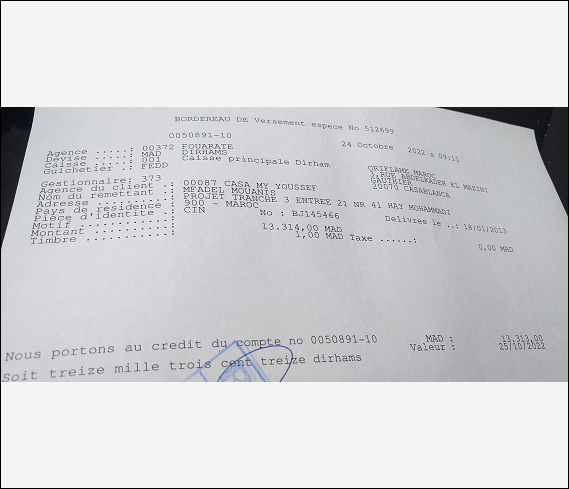 BORDEREAU DE Versement espece No 512699
0050891-10
24 Octobre 2022 a 09:11
Agence .....: 00372 FOUARATE
Devise .....: MAD DIRHAMS
Caisse .....: 001 Caisse principale Dirham
Guichetier .: FEDD
ORIFLAME MAROC
7,RUE ABDELKADER EL MAZINI
GAUTHIER
20070 CASABLANCA
Gestionnaire: 373
Agence du client .: 00087 CASA MY YOUSSEF
Nom du remettant .: MFADEL MOUANIS
Adresse ..........: PROJET TRANCHE 3 ENTREE 21 NR 41 HAY MOHAMMADI
Pays de residence : 900 - MAROC
Pièce d'identite .: CIN No : BJ145466 Delivree le ..: 18/01/2013
Motif ............:
Montant ..........: 13.314,00 MAD
Timbre ...........: 1,00 MAD Taxe ......: 0,00 MAD
Nous portons au credit du compte no 0050891-10 MAD : 13.313,00
Valeur : 25/10/2022
Soit treize mille trois cent treize dirhams